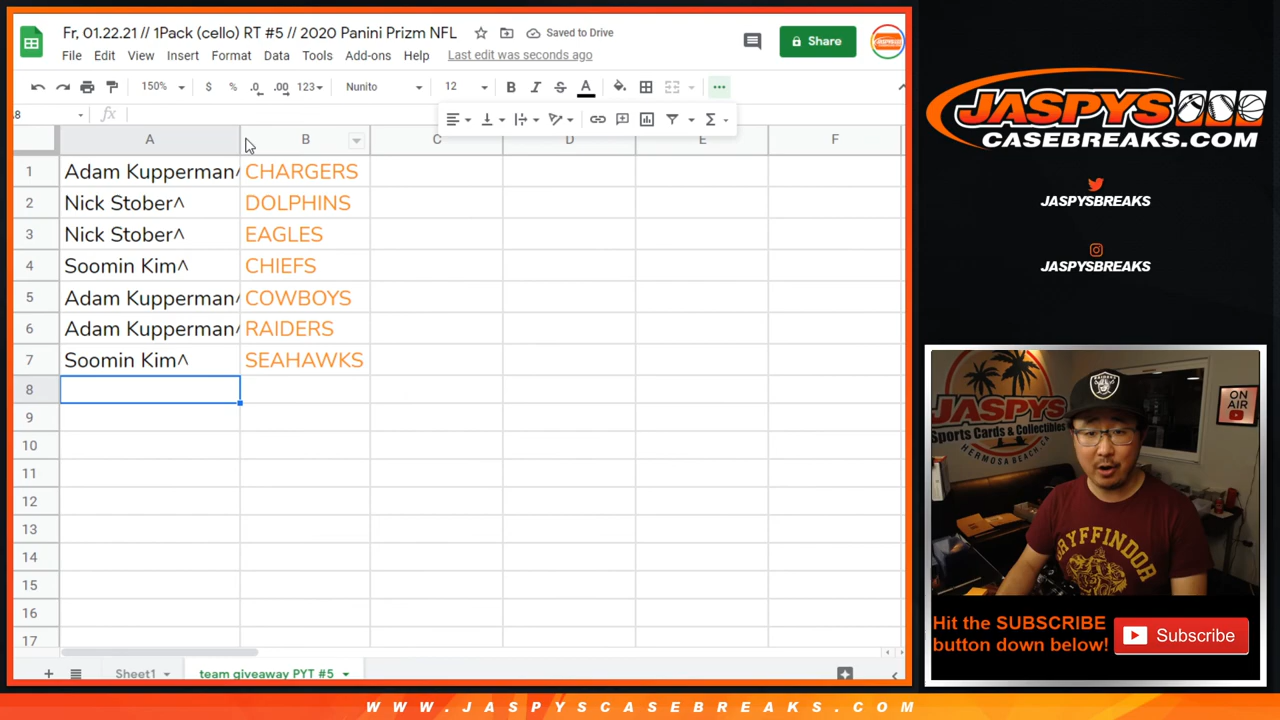 Fr, 01.22.21 // 1Pack (cello) RT #5 // 2020 Panini Prizm NFL
Saved to Drive
Share
File Edit View Insert Format Data Tools Add-ons Help Last edit was seconds ago
150% $ % .0 .00 123 Nunito 12 B I S A
fx
A B C D E F
1 Adam Kupperman^ CHARGERS
2 Nick Stober^ DOLPHINS
3 Nick Stober^ EAGLES
4 Soomin Kim^ CHIEFS
5 Adam Kupperman^ COWBOYS
6 Adam Kupperman^ RAIDERS
7 Soomin Kim^ SEAHAWKS
8
9
10
11
12
13
14
15
16
17
Sheet1 team giveaway PYT #5
JASPYS
CASEBREAKS.COM
JASPYSBREAKS
JASPYSBREAKS
JASPYS
Sports Cards & Collectibles
HERMOSA BEACH, CA
ON
AIR
RAIDERS
GRYFFINDOR
Hit the SUBSCRIBE
button down below!
Subscribe
WWW.JASPYSCASEBREAKS.COM